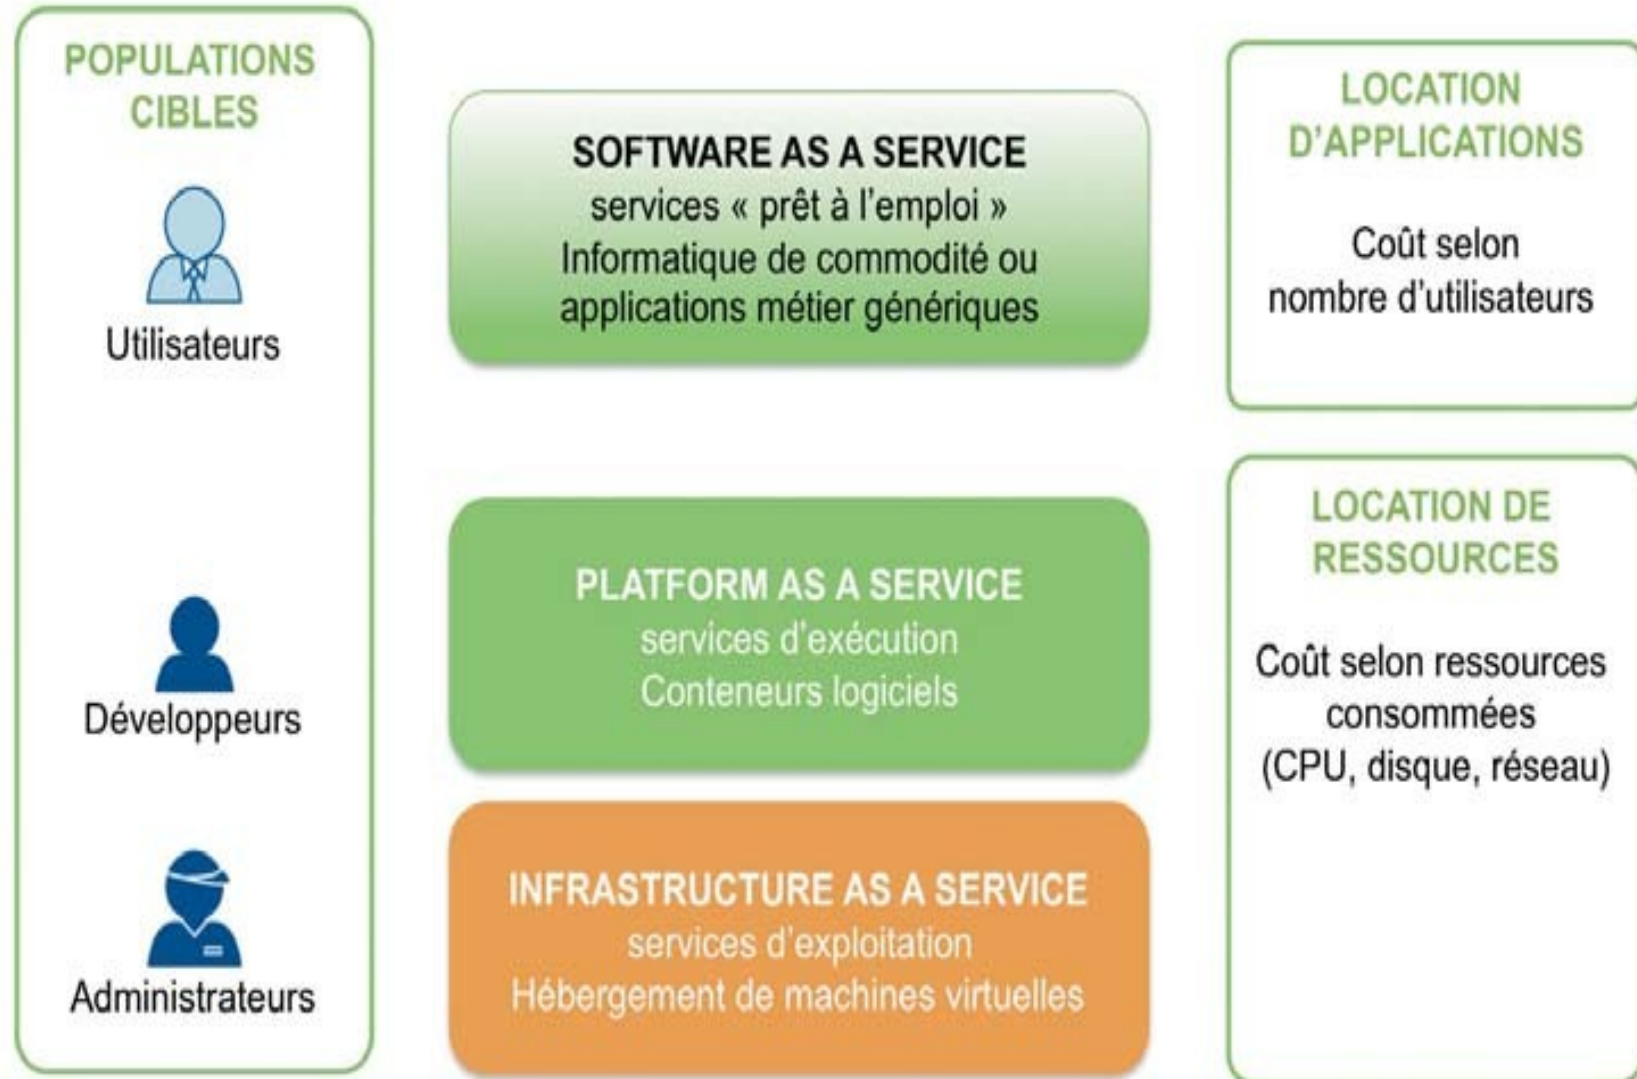 POPULATIONS
CIBLES
Utilisateurs
Développeurs
Administrateurs
SOFTWARE AS A SERVICE
services « prêt à l’emploi »
Informatique de commodité ou
applications métier génériques
PLATFORM AS A SERVICE
services d’exécution
Conteneurs logiciels
INFRASTRUCTURE AS A SERVICE
services d’exploitation
Hébergement de machines virtuelles
LOCATION
D’APPLICATIONS
Coût selon
nombre d’utilisateurs
LOCATION DE
RESSOURCES
Coût selon ressources
consommées
(CPU, disque, réseau)